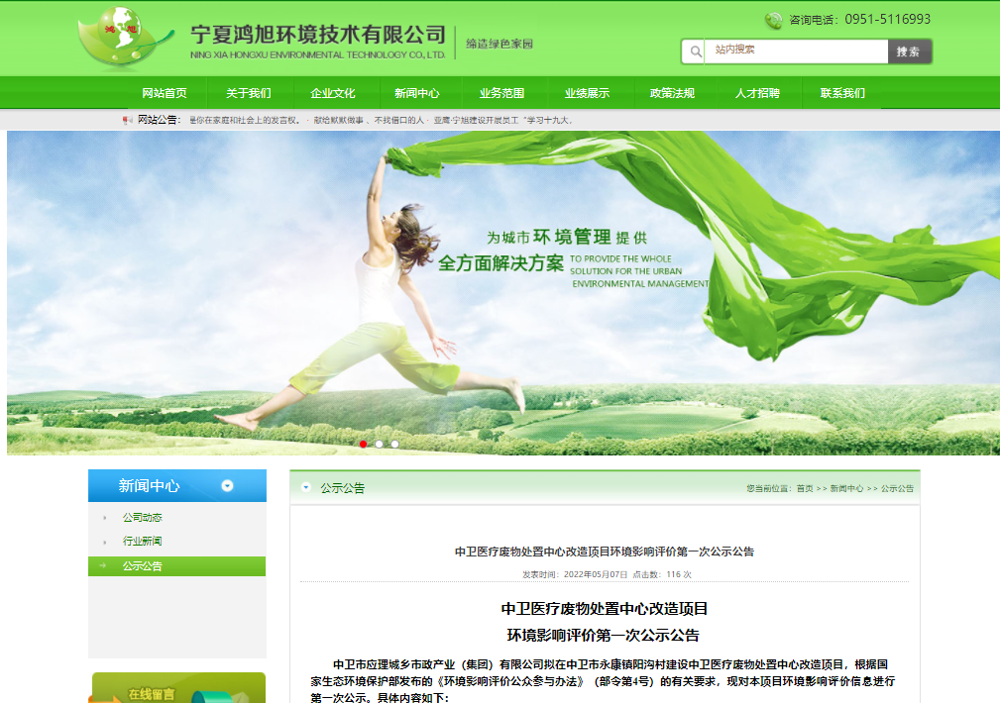 鸿 旭
宁夏鸿旭环境技术有限公司
NING XIA HONGXU ENVIRONMENTAL TECHNOLOGY CO., LTD.
缔造绿色家园
咨询电话：0951-5116993
站内搜索
搜索
网站首页 关于我们 企业文化 新闻中心 业务范围 业绩展示 政策法规 人才招聘 联系我们
网站公告： 是你在家庭和社会上的发言权。 · 献给默默做事 、不找借口的人 · 亚鹰·宁旭建设开展员工“学习十九大，
为城市环境管理提供
全方面解决方案
TO PROVIDE THE WHOLE
SOLUTION FOR THE URBAN
ENVIRONMENTAL MANAGEMENT
新闻中心
公司动态
行业新闻
公示公告
在线留言
公示公告
您当前位置：首页 >> 新闻中心 >> 公示公告
中卫医疗废物处置中心改造项目环境影响评价第一次公示公告
发表时间：2022年05月07日 点击数：116 次
中卫医疗废物处置中心改造项目
环境影响评价第一次公示公告
中卫市应理城乡市政产业（集团）有限公司拟在中卫市永康镇阳沟村建设中卫医疗废物处置中心改造项目，根据国
家生态环境保护部发布的《环境影响评价公众参与办法》（部令第4号）的有关要求，现对本项目环境影响评价信息进行
第一次公示。具体内容如下：